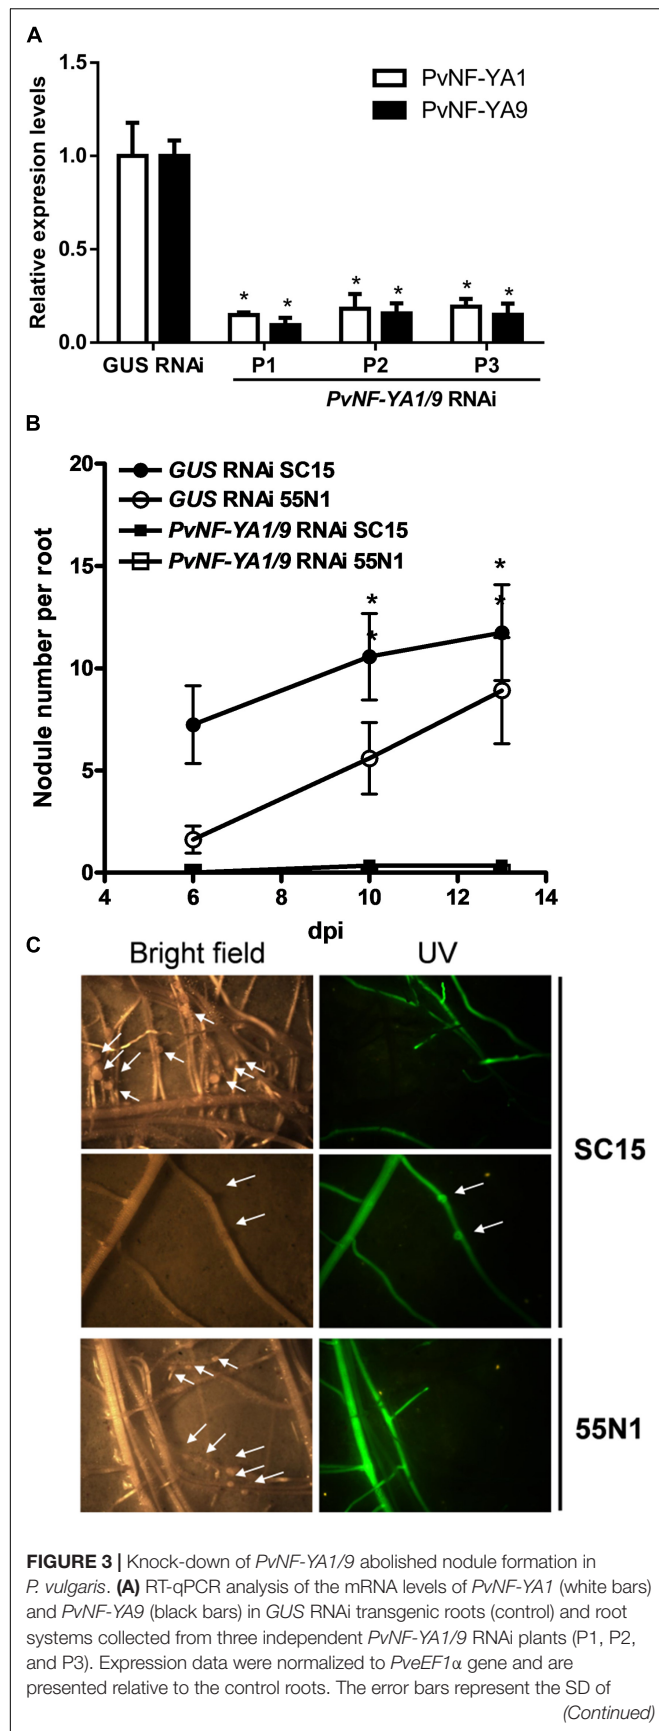 A
1.5
1.0
0.5
0.0
Relative expresion levels
PvNF-YA1
PvNF-YA9
* * * * * *
GUS RNAi P1 P2 P3
PvNF-YA1/9 RNAi
B
20
15
10
5
0
Nodule number per root
GUS RNAi SC15
GUS RNAi 55N1
PvNF-YA1/9 RNAi SC15
PvNF-YA1/9 RNAi 55N1
* *
* *
4 6 8 10 12 14
dpi
C
Bright field UV
SC15
55N1
FIGURE 3 | Knock-down of PvNF-YA1/9 abolished nodule formation in
P. vulgaris. (A) RT-qPCR analysis of the mRNA levels of PvNF-YA1 (white bars)
and PvNF-YA9 (black bars) in GUS RNAi transgenic roots (control) and root
systems collected from three independent PvNF-YA1/9 RNAi plants (P1, P2,
and P3). Expression data were normalized to PveEF1α gene and are
presented relative to the control roots. The error bars represent the SD of
(Continued)